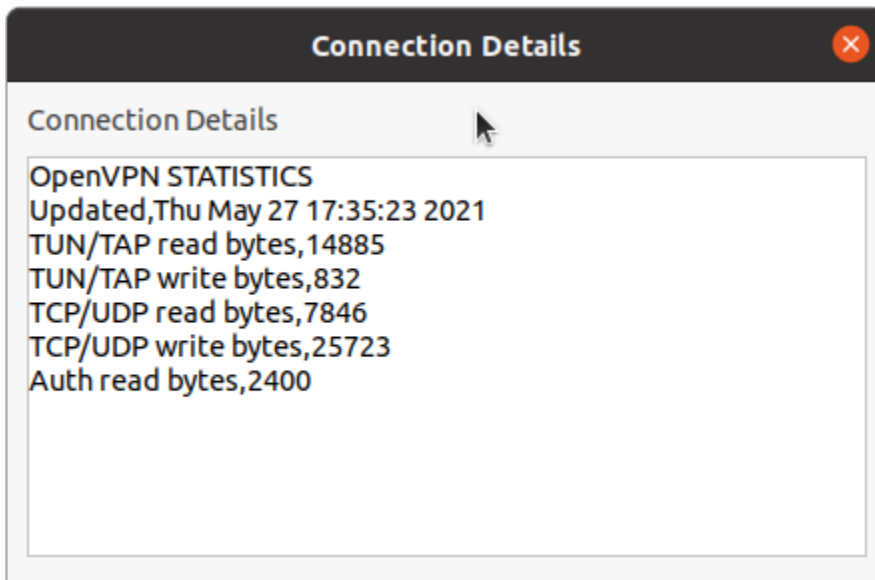 Connection Details
Connection Details
OpenVPN STATISTICS
Updated,Thu May 27 17:35:23 2021
TUN/TAP read bytes,14885
TUN/TAP write bytes,832
TCP/UDP read bytes,7846
TCP/UDP write bytes,25723
Auth read bytes,2400